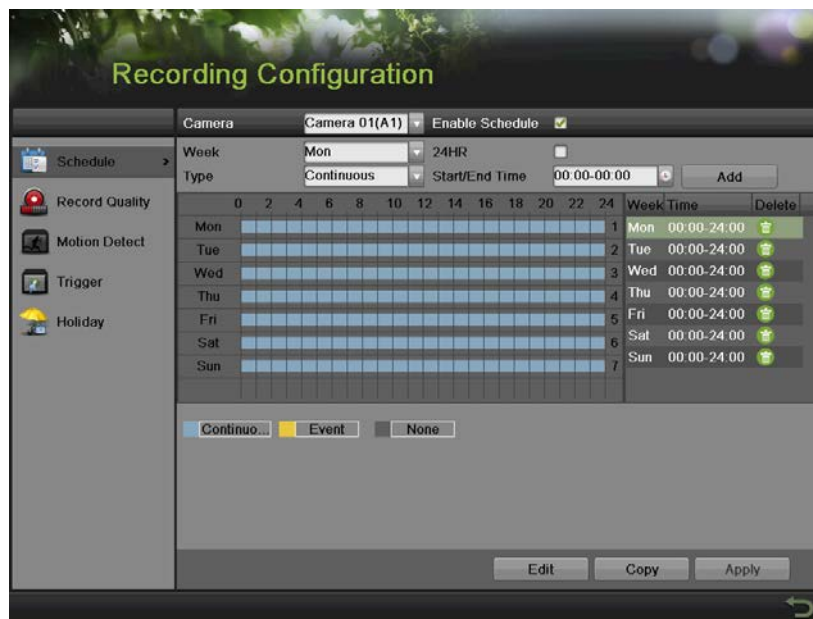 Recording Configuration
Camera Camera 01(A1) Enable Schedule
Schedule Week Mon 24HR
Type Continuous Start/End Time 00:00-00:00 Add
Record Quality 0 2 4 6 8 10 12 14 16 18 20 22 24 Week Time Delete
Mon 1 Mon 00:00-24:00
Motion Detect Tue 2 Tue 00:00-24:00
Wed 3 Wed 00:00-24:00
Trigger Thu 4 Thu 00:00-24:00
Holiday Fri 5 Fri 00:00-24:00
Sat 6 Sat 00:00-24:00
Sun 7 Sun 00:00-24:00
Continuo... Event None
Edit Copy Apply